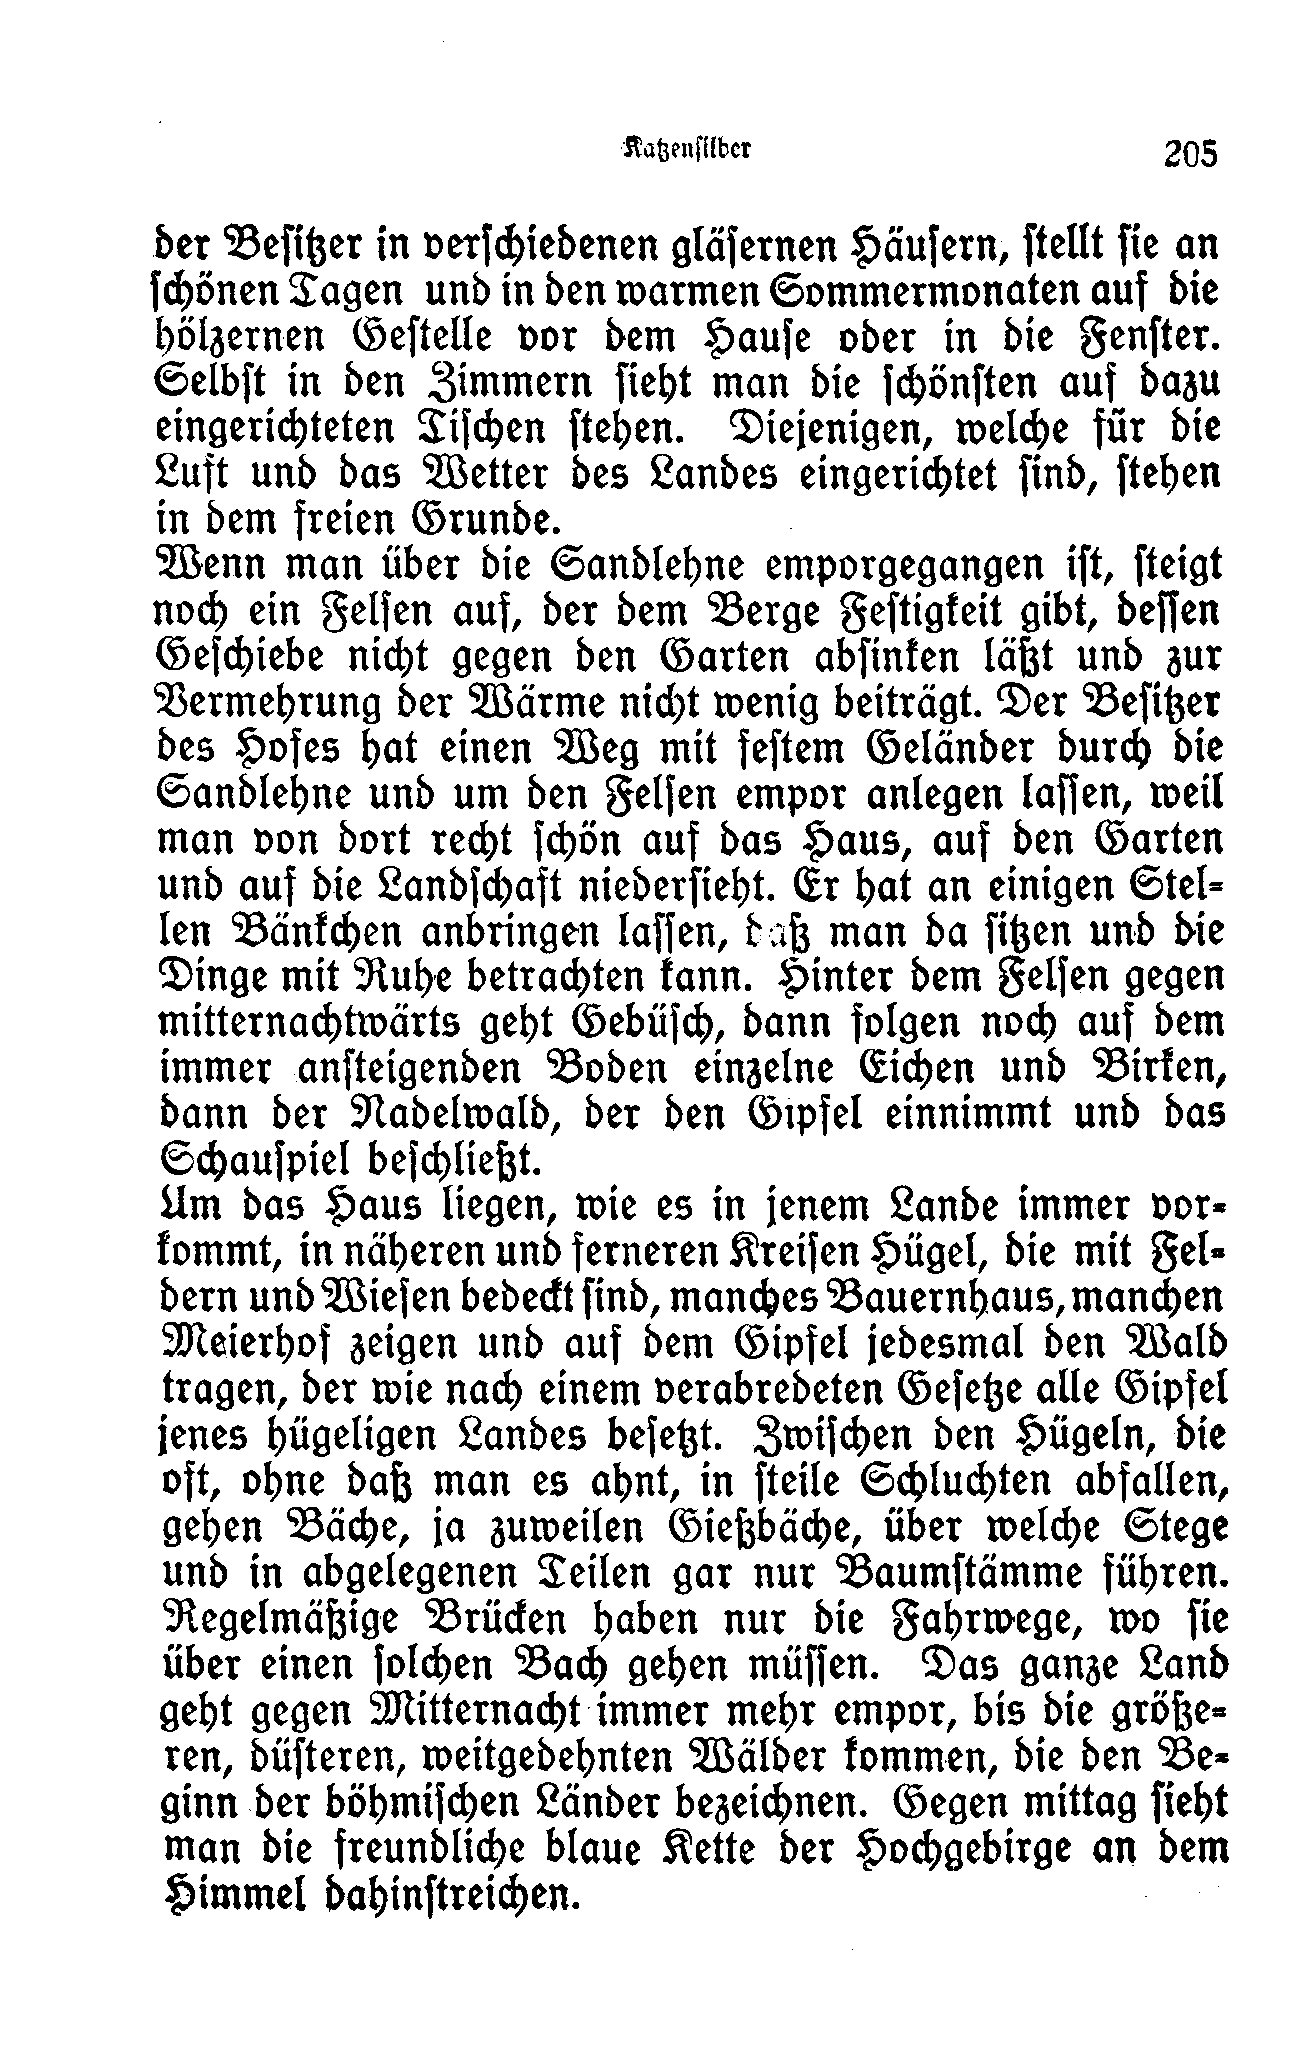 Katzensilber 205
der Besitzer in verschiedenen gläsernen Häusern, stellt sie an
schönen Tagen und in den warmen Sommermonaten auf die
hölzernen Gestelle vor dem Hause oder in die Fenster.
Selbst in den Zimmern sieht man die schönsten auf dazu
eingerichteten Tischen stehen. Diejenigen, welche für die
Luft und das Wetter des Landes eingerichtet sind, stehen
in dem freien Grunde.
Wenn man über die Sandlehne emporgegangen ist, steigt
noch ein Felsen auf, der dem Berge Festigkeit gibt, dessen
Geschiebe nicht gegen den Garten absinken läßt und zur
Vermehrung der Wärme nicht wenig beiträgt. Der Besitzer
des Hofes hat einen Weg mit festem Geländer durch die
Sandlehne und um den Felsen empor anlegen lassen, weil
man von dort recht schön auf das Haus, auf den Garten
und auf die Landschaft niedersieht. Er hat an einigen Stel-
len Bänkchen anbringen lassen, daß man da sitzen und die
Dinge mit Ruhe betrachten kann. Hinter dem Felsen gegen
mitternachtwärts geht Gebüsch, dann folgen noch auf dem
immer ansteigenden Boden einzelne Eichen und Birken,
dann der Nadelwald, der den Gipfel einnimmt und das
Schauspiel beschließt.
Um das Haus liegen, wie es in jenem Lande immer vor-
kommt, in näheren und ferneren Kreisen Hügel, die mit Fel-
dern und Wiesen bedeckt sind, manches Bauernhaus, manchen
Meierhof zeigen und auf dem Gipfel jedesmal den Wald
tragen, der wie nach einem verabredeten Gesetze alle Gipfel
jenes hügeligen Landes besetzt. Zwischen den Hügeln, die
oft, ohne daß man es ahnt, in steile Schluchten abfallen,
gehen Bäche, ja zuweilen Gießbäche, über welche Stege
und in abgelegenen Teilen gar nur Baumstämme führen.
Regelmäßige Brücken haben nur die Fahrwege, wo sie
über einen solchen Bach gehen müssen. Das ganze Land
geht gegen Mitternacht immer mehr empor, bis die größe-
ren, düsteren, weitgedehnten Wälder kommen, die den Be-
ginn der böhmischen Länder bezeichnen. Gegen mittag sieht
man die freundliche blaue Kette der Hochgebirge an dem
Himmel dahinstreichen.